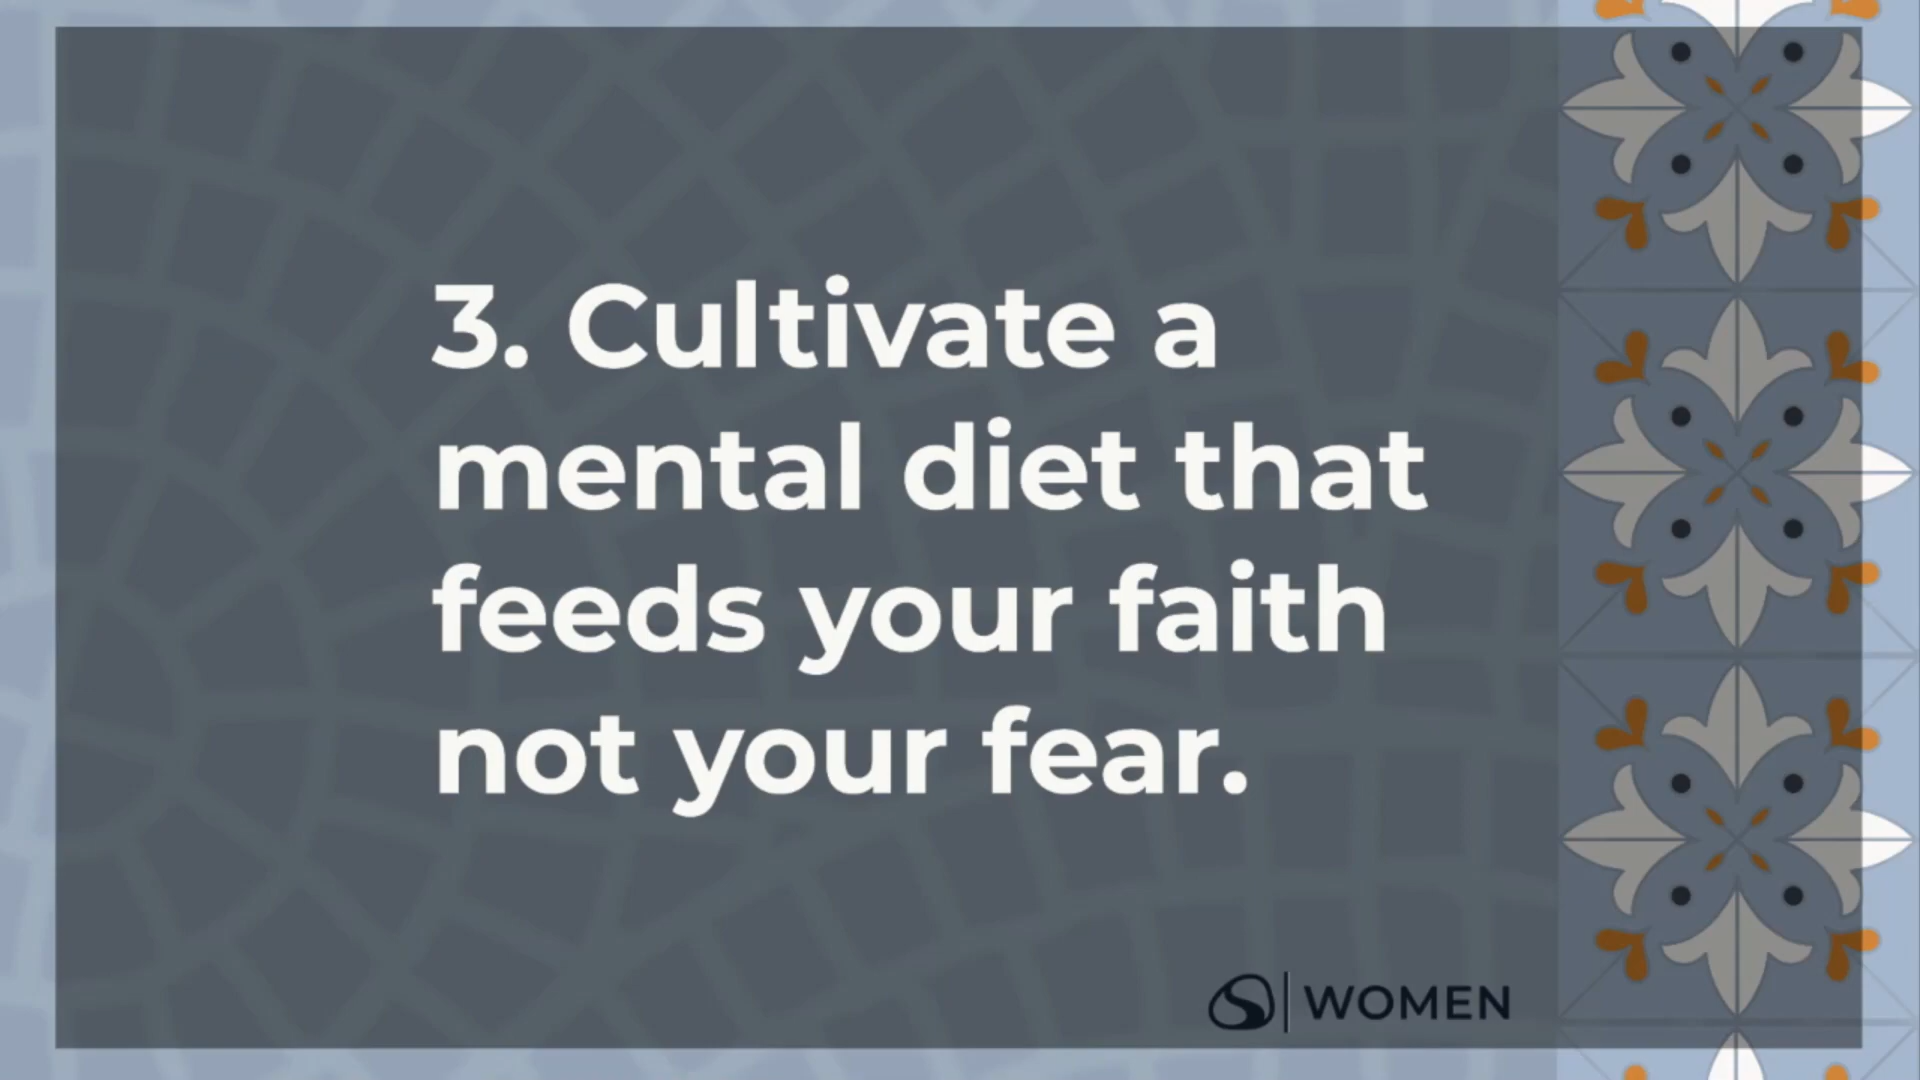 3. Cultivate a
mental diet that
feeds your faith
not your fear.
WOMEN